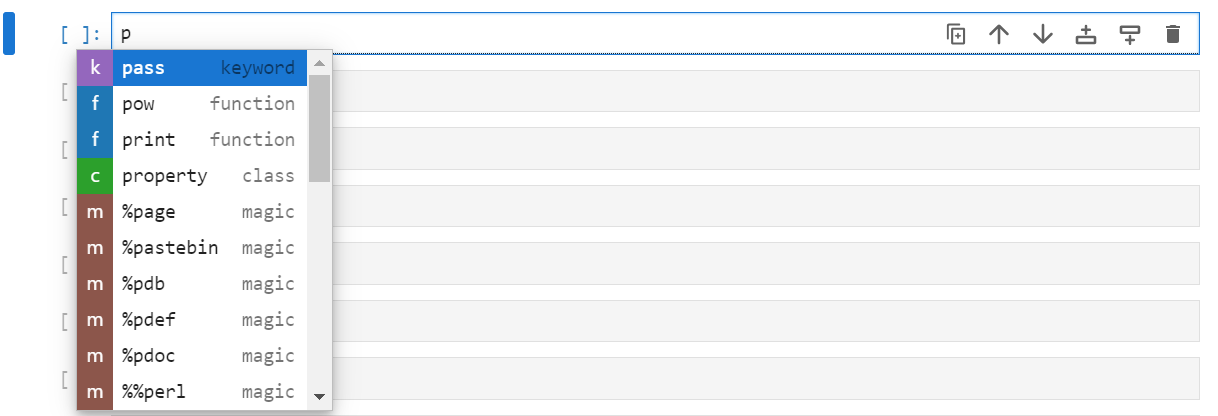 [ ]: p
k pass keyword
[ f pow function
f print function
[
c property class
[ m %page magic
m %pastebin magic
[ m %pdb magic
m %pdef magic
[
m %pdoc magic
[ m %%perl magic